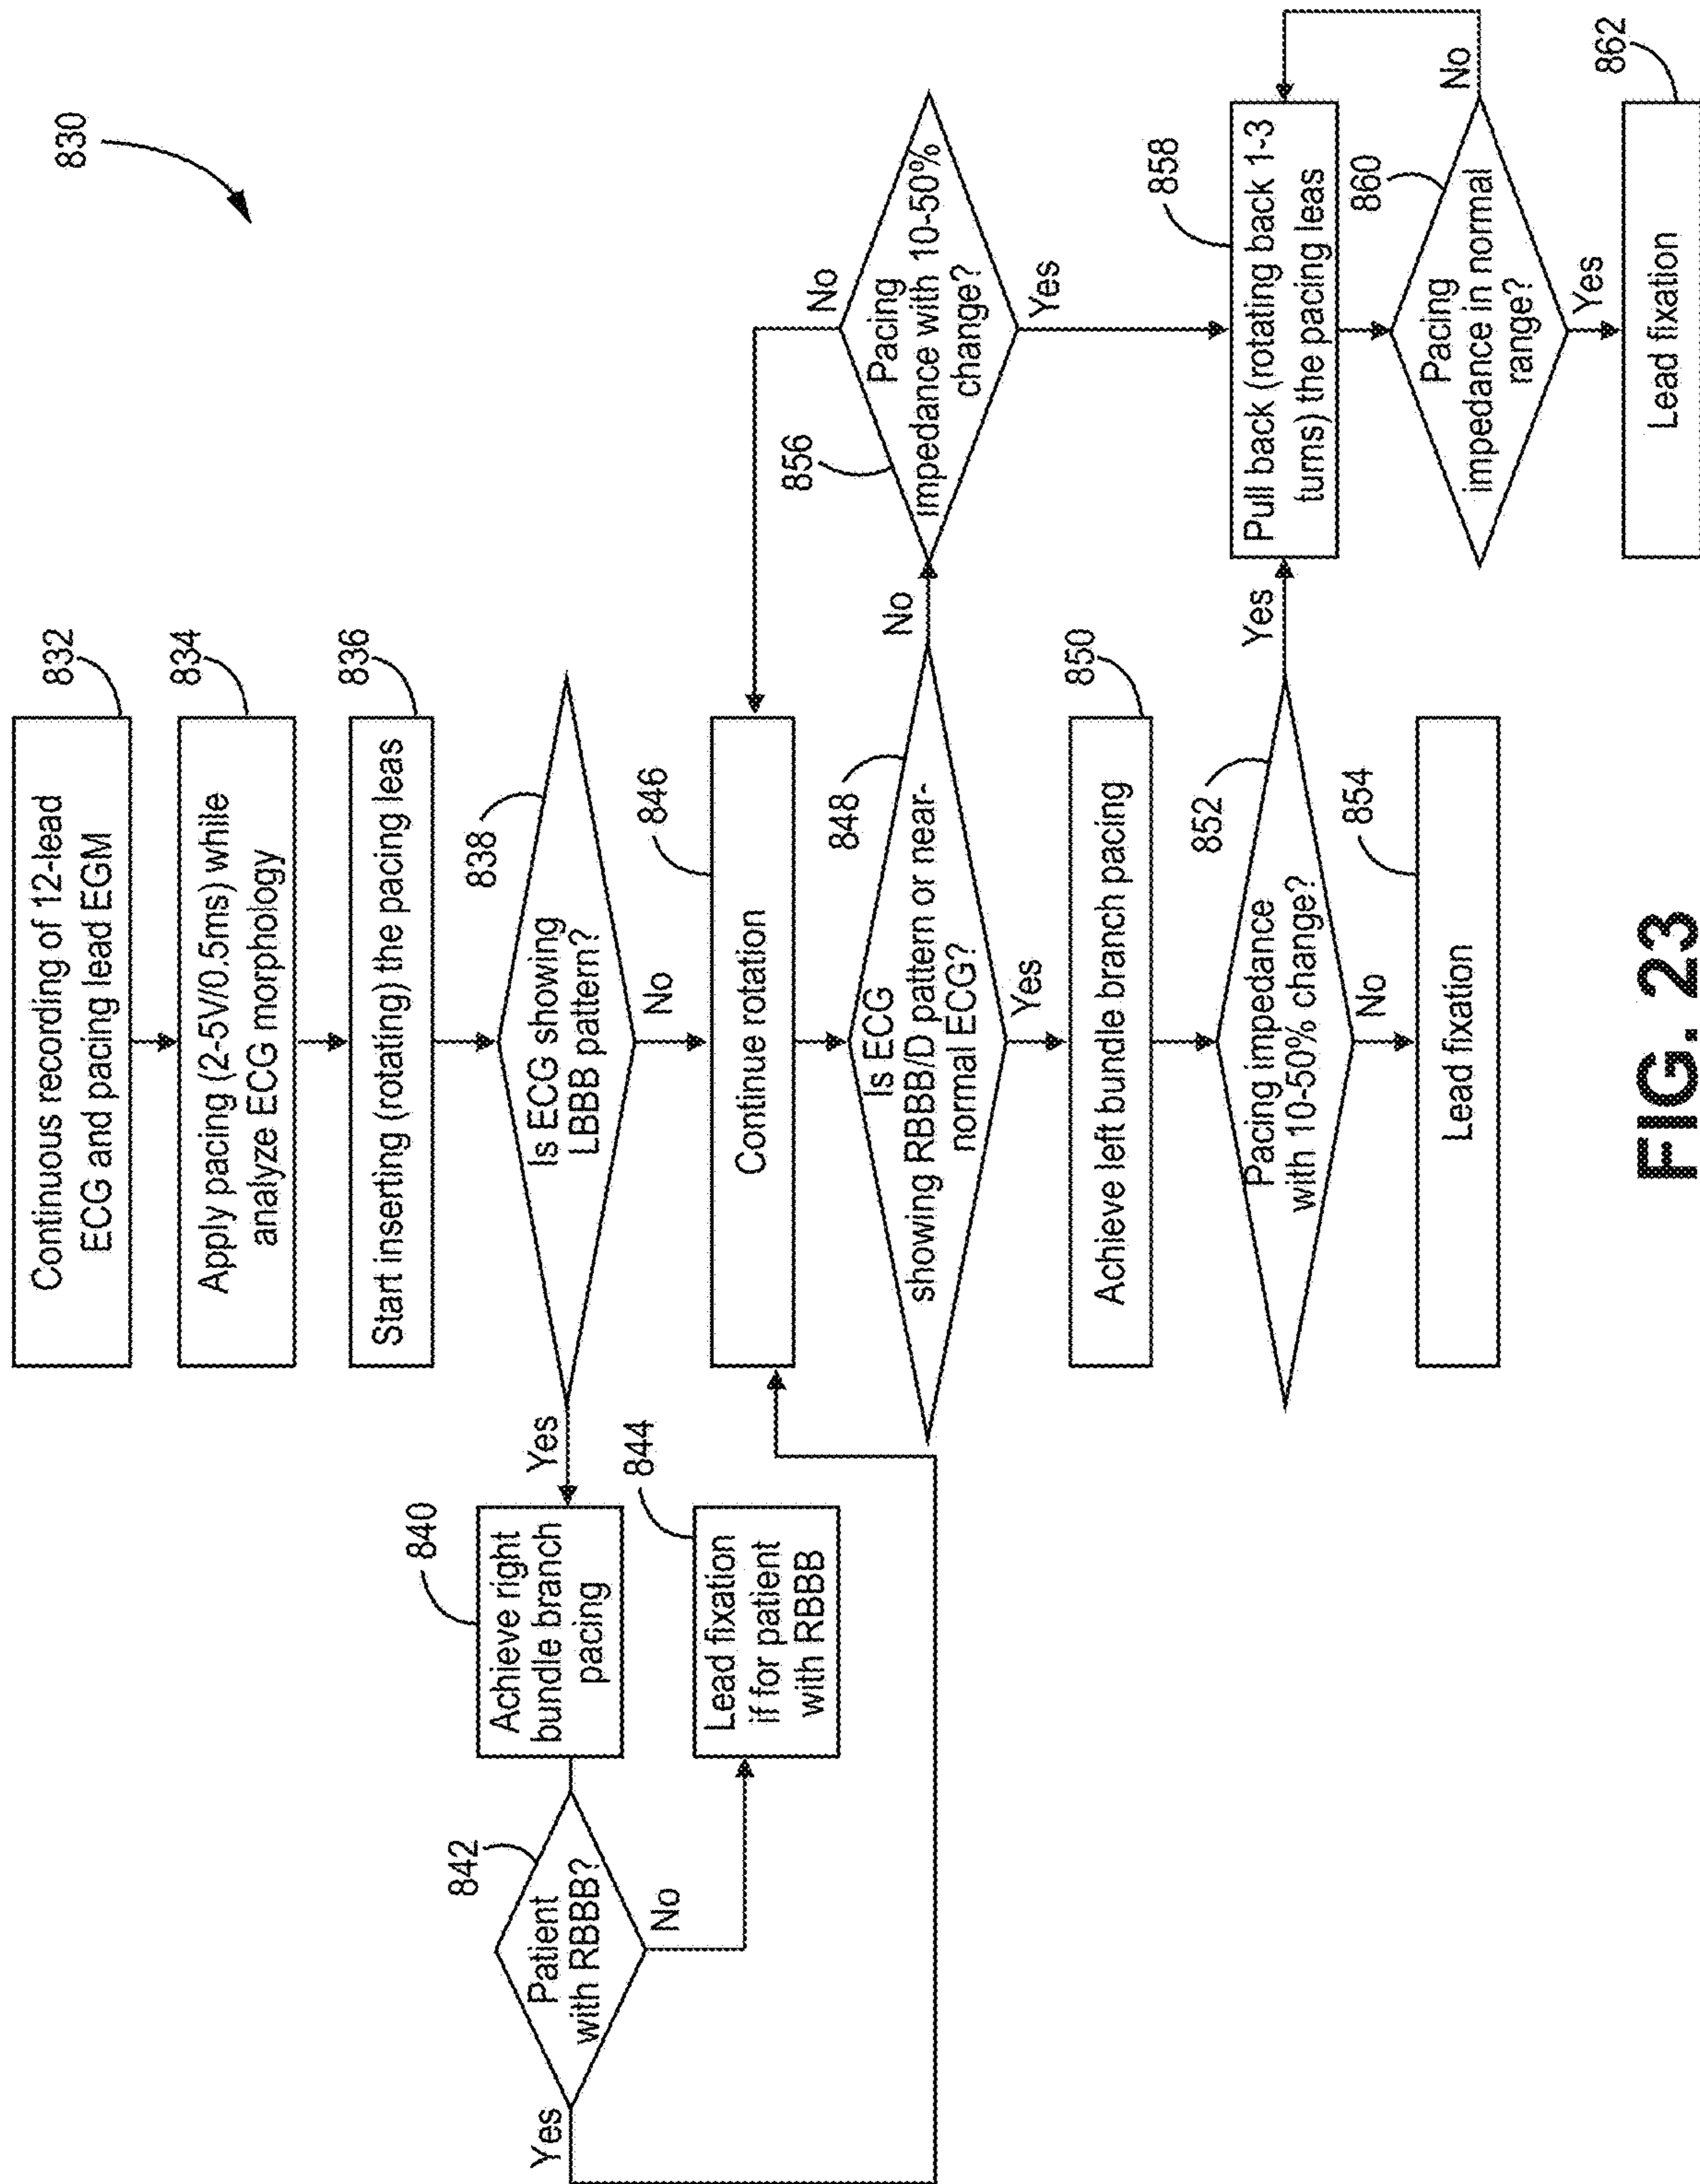 830
Continuous recording of 12-lead
ECG and pacing lead EGM
832
Apply pacing (2-5V/0.5ms) while
analyze ECG morphology
834
Start inserting (rotating) the pacing leas
836
Is ECG showing
LBBB pattern?
838
Yes
No
Achieve right
bundle branch
pacing
840
Patient
with RBBB?
842
Yes
No
Lead fixation
if for patient
with RBBB
844
Continue rotation
846
Is ECG
showing RBBB/D pattern or near-
normal ECG?
848
No
Yes
Pacing
impedance with 10-50%
change?
856
No
Yes
Achieve left bundle branch pacing
850
Pacing impedance
with 10-50% change?
852
Yes
No
Lead fixation
854
Pull back (rotating back 1-3
turns) the pacing leas
858
Pacing
impedance in normal
range?
860
No
Yes
Lead fixation
862
FIG. 23